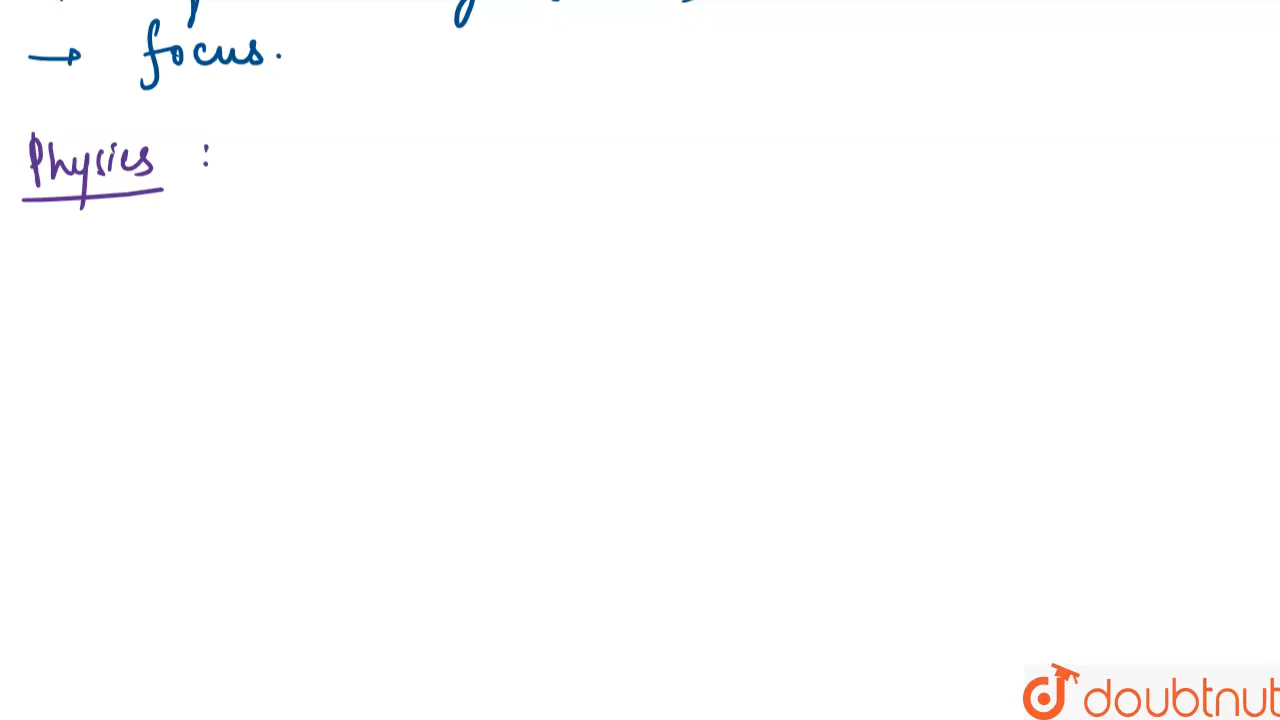 → focus.
Physics :
doubtnut